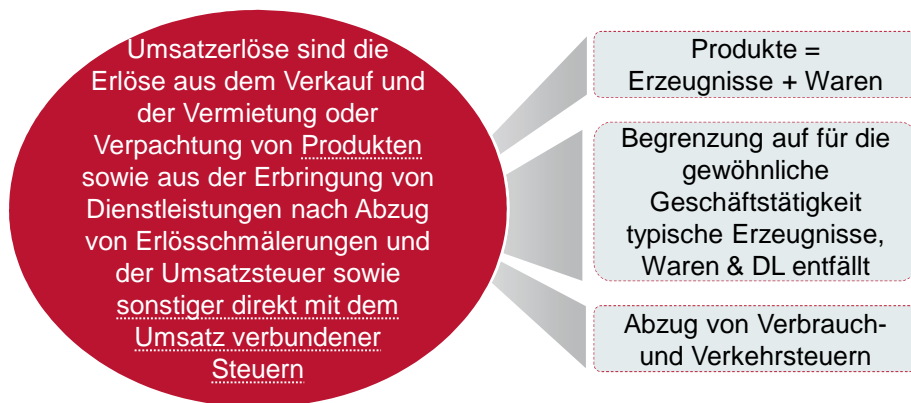 Umsatzerlöse sind die
Erlöse aus dem Verkauf und
der Vermietung oder
Verpachtung von Produkten
sowie aus der Erbringung von
Dienstleistungen nach Abzug
von Erlösschmälerungen und
der Umsatzsteuer sowie
sonstiger direkt mit dem
Umsatz verbundener
Steuern
Produkte =
Erzeugnisse + Waren
Begrenzung auf für die
gewöhnliche
Geschäftstätigkeit
typische Erzeugnisse,
Waren & DL entfällt
Abzug von Verbrauch-
und Verkehrsteuern